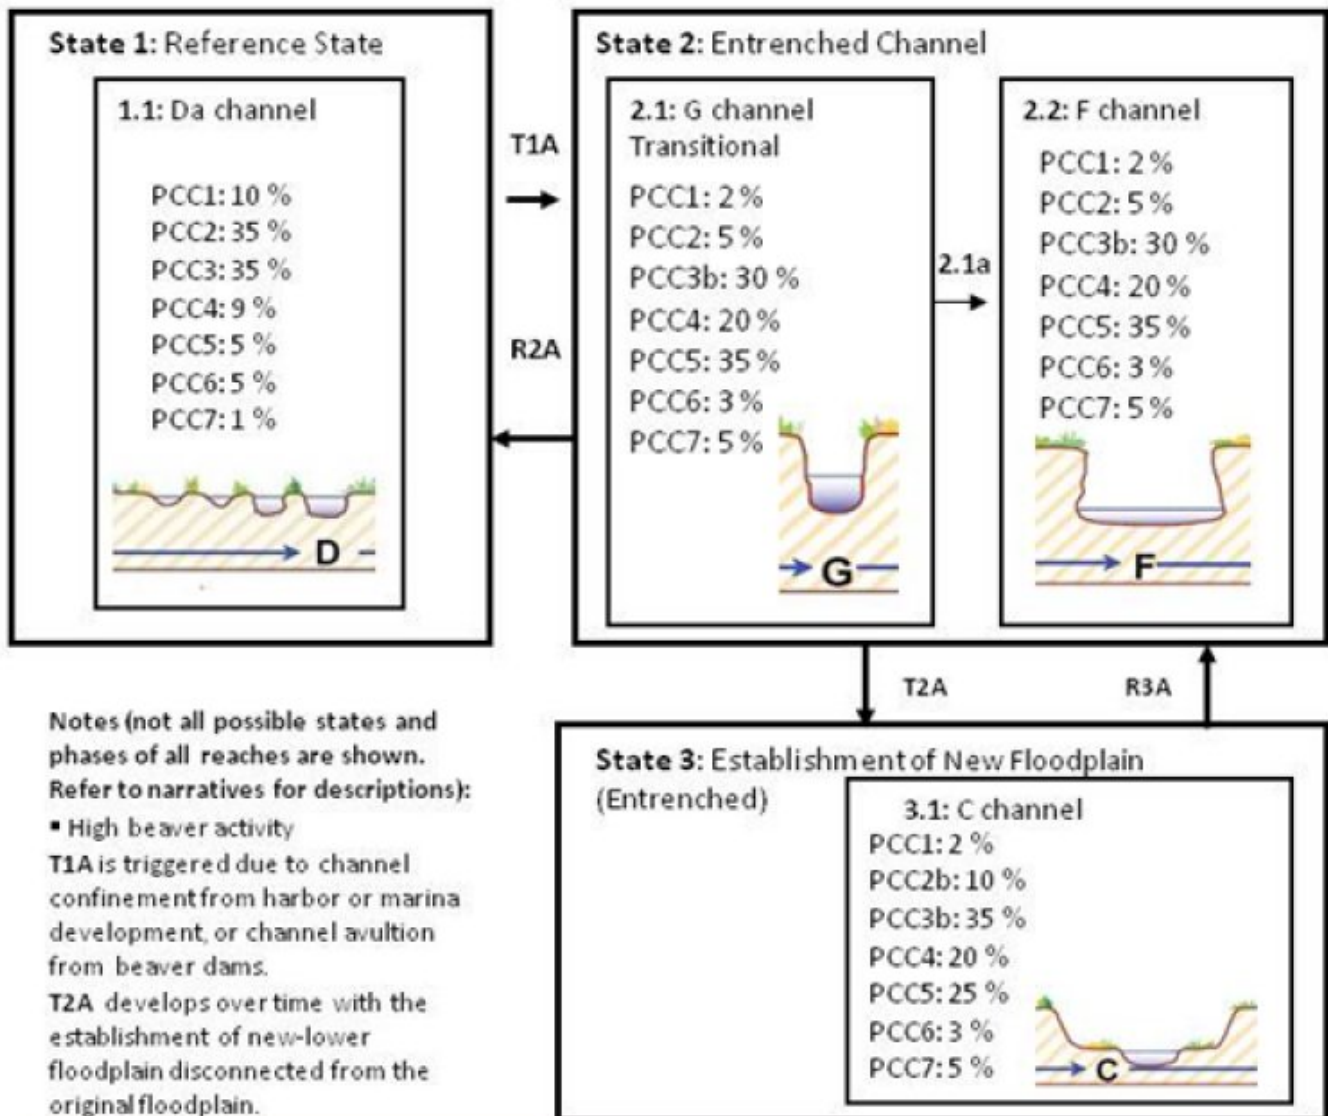 State 1: Reference State
1.1: Da channel
PCC1: 10 %
PCC2: 35 %
PCC3: 35 %
PCC4: 9 %
PCC5: 5 %
PCC6: 5 %
PCC7: 1 %
D
T1A
R2A
State 2: Entrenched Channel
2.1: G channel
Transitional
PCC1: 2 %
PCC2: 5 %
PCC3b: 30 %
PCC4: 20 %
PCC5: 35 %
PCC6: 3 %
PCC7: 5 %
G
2.1a
2.2: F channel
PCC1: 2 %
PCC2: 5 %
PCC3b: 30 %
PCC4: 20 %
PCC5: 35 %
PCC6: 3 %
PCC7: 5 %
F
T2A
R3A
Notes (not all possible states and
phases of all reaches are shown.
Refer to narratives for descriptions):
▪ High beaver activity
T1A is triggered due to channel
confinement from harbor or marina
development, or channel avultion
from beaver dams.
T2A develops over time with the
establishment of new-lower
floodplain disconnected from the
original floodplain.
State 3: Establishment of New Floodplain
(Entrenched)
3.1: C channel
PCC1: 2 %
PCC2b: 10 %
PCC3b: 35 %
PCC4: 20 %
PCC5: 25 %
PCC6: 3 %
PCC7: 5 %
C